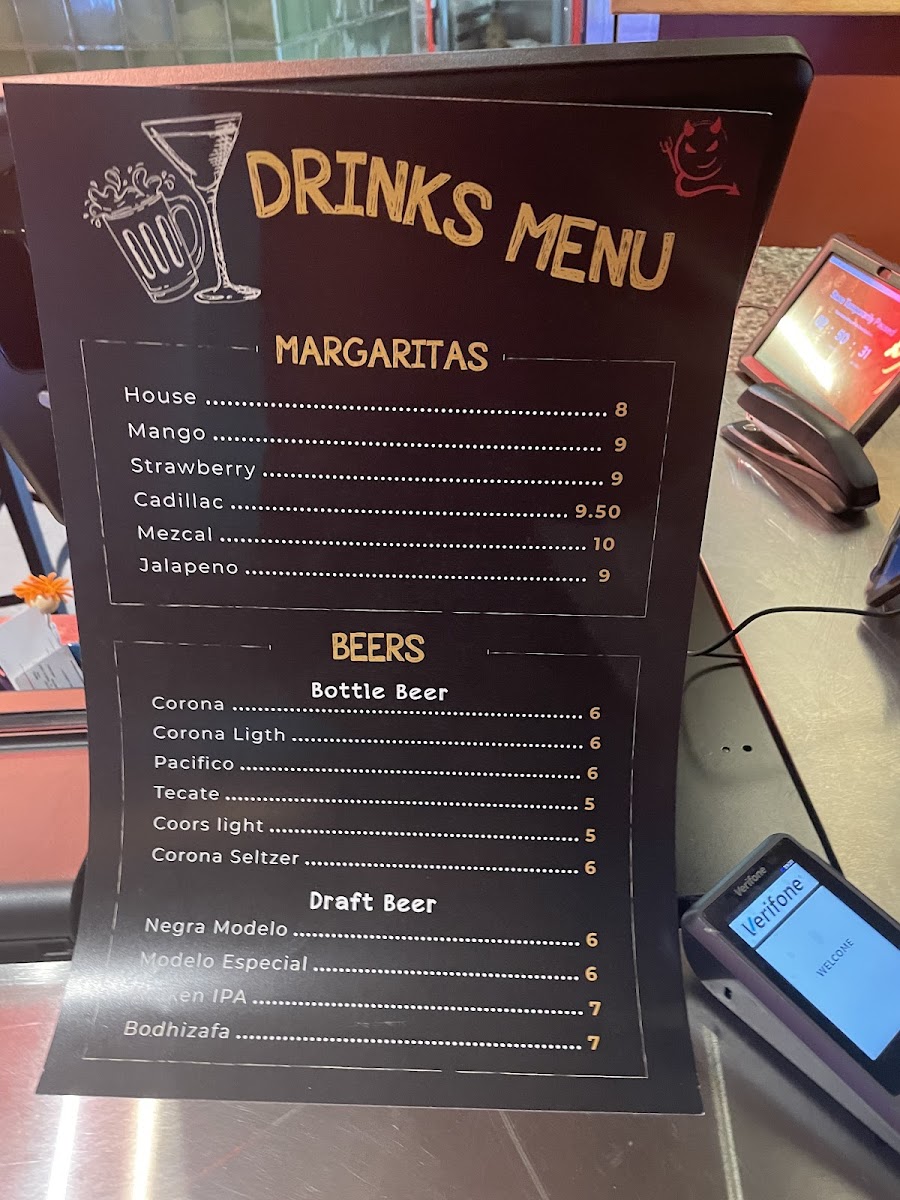 DRINKS MENU
MARGARITAS
House 8
Mango 9
Strawberry 9
Cadillac 9.50
Mezcal 10
Jalapeno 9
BEERS
Bottle Beer
Corona 6
Corona Ligth 6
Pacifico 6
Tecate 5
Coors light 5
Corona Seltzer 6
Draft Beer
Negra Modelo 6
Modelo Especial 6
IPA 7
Bodhizafa 7
Verifone
Verifone
WELCOME